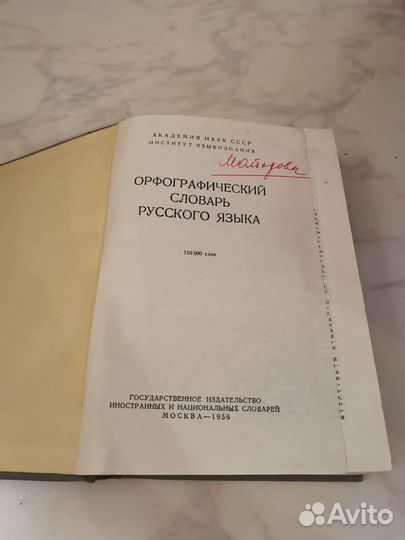 АКАДЕМИЯ НАУК СССР
ИНСТИТУТ ЯЗЫКОЗНАНИЯ
ОРФОГРАФИЧЕСКИЙ
СЛОВАРЬ
РУССКОГО ЯЗЫКА
110 000 слов
ГОСУДАРСТВЕННОЕ ИЗДАТЕЛЬСТВО
ИНОСТРАННЫХ И НАЦИОНАЛЬНЫХ СЛОВАРЕЙ
МОСКВА—1956
Avito